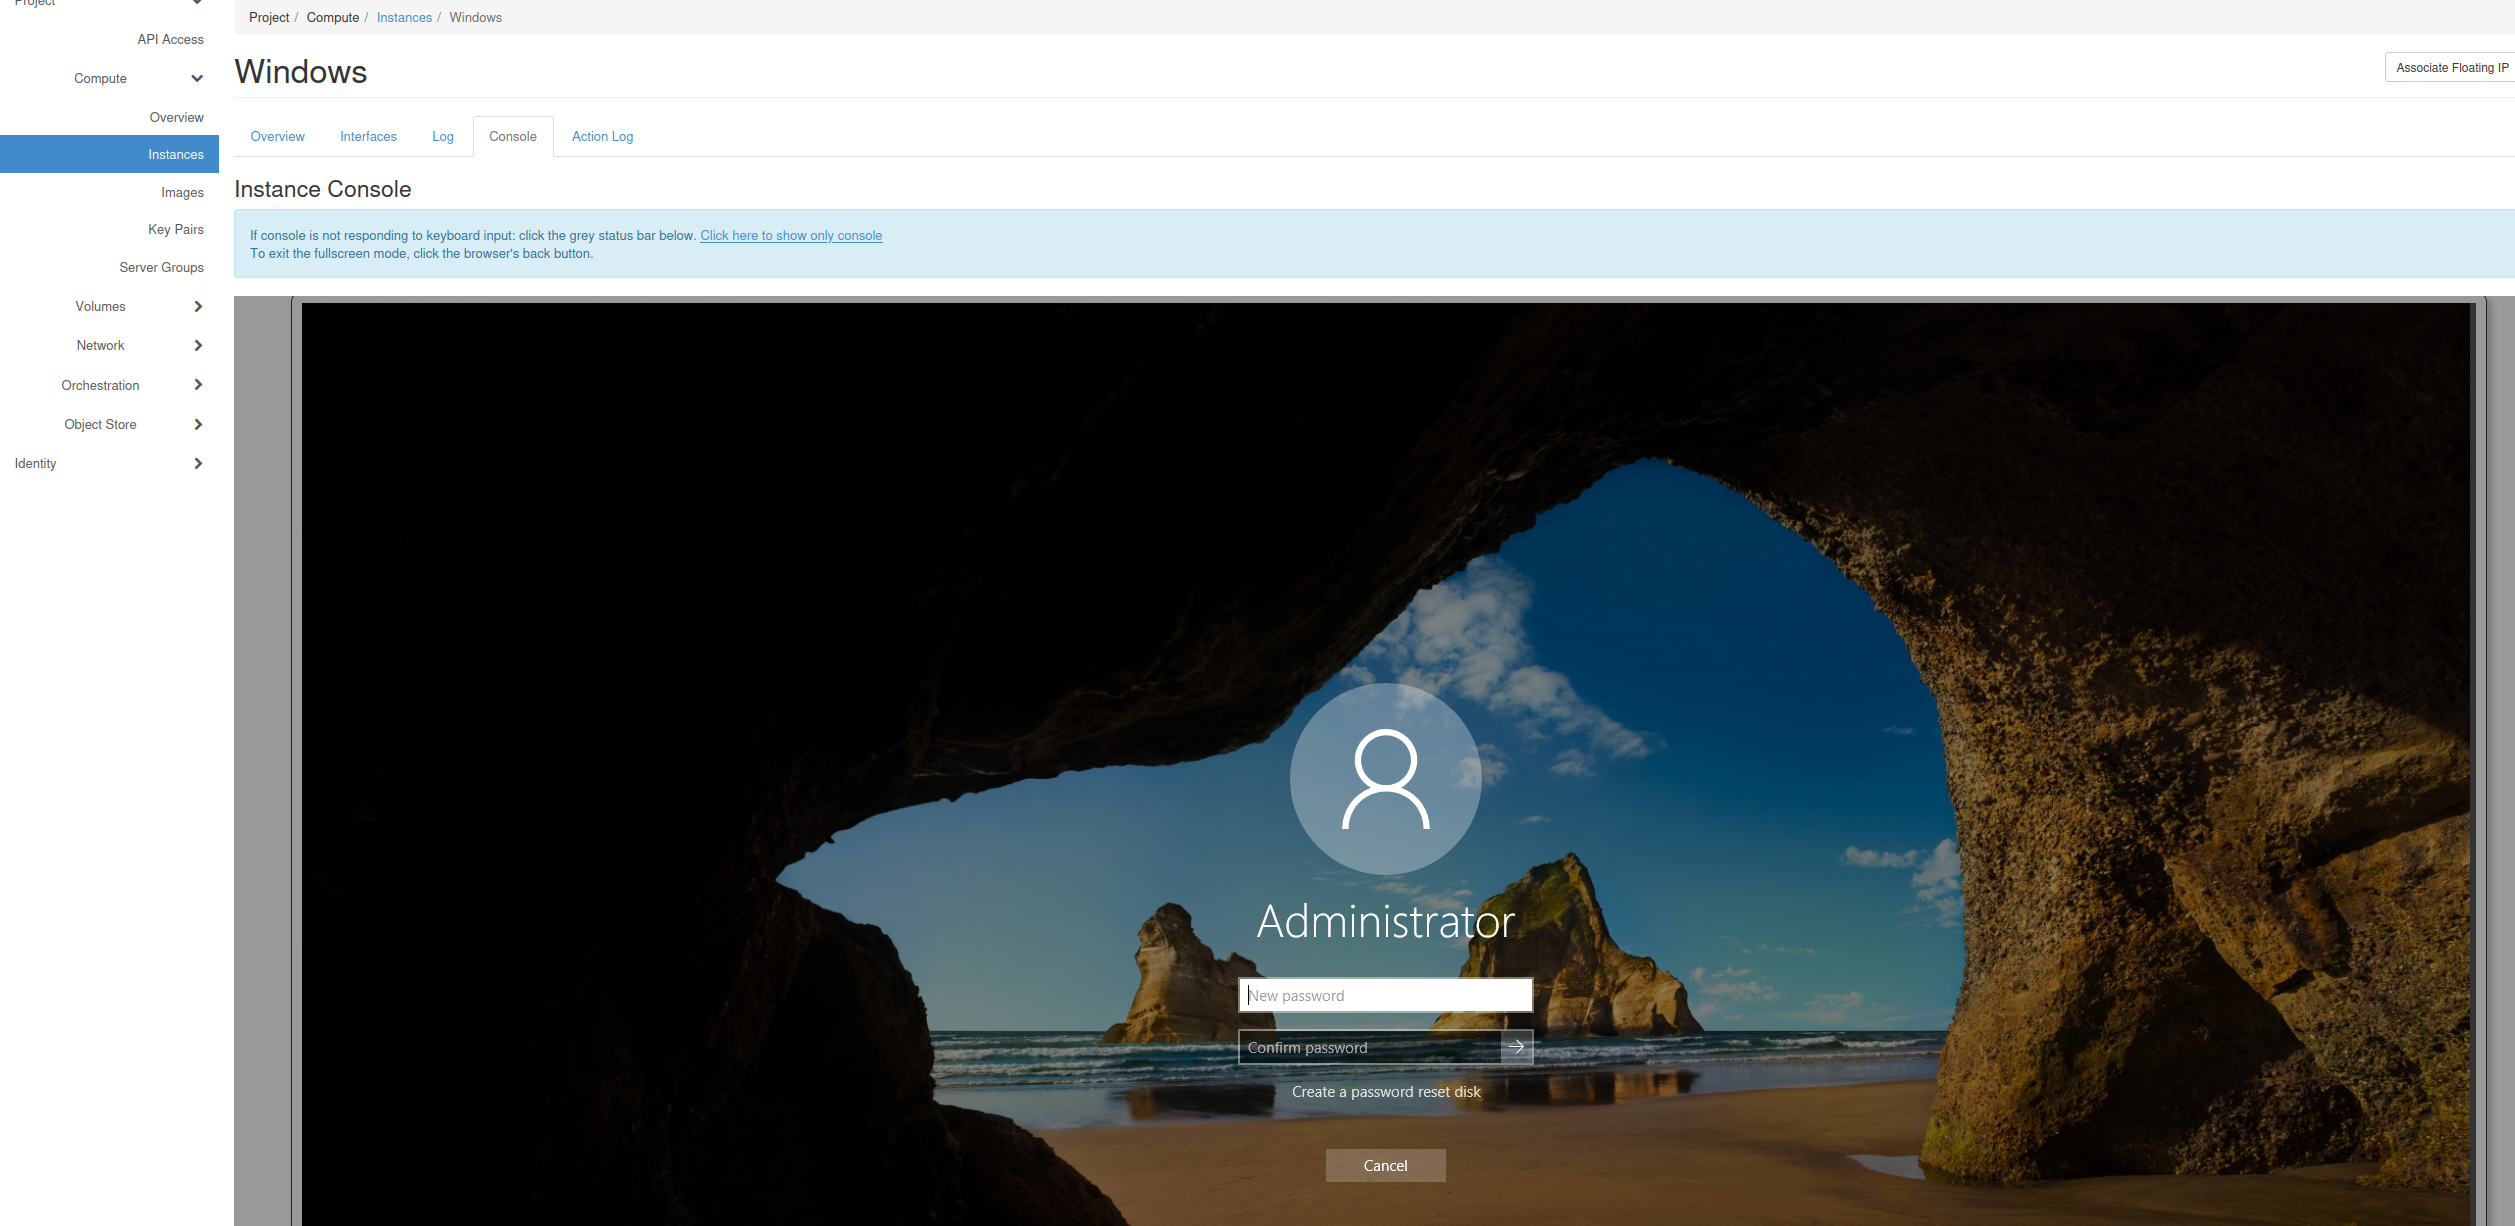 Project
API Access
Compute
Overview
Instances
Images
Key Pairs
Server Groups
Volumes
Network
Orchestration
Object Store
Identity
Project / Compute / Instances / Windows
Windows
Associate Floating IP
Overview Interfaces Log Console Action Log
Instance Console
If console is not responding to keyboard input: click the grey status bar below. Click here to show only console
To exit the fullscreen mode, click the browser's back button.
Administrator
New password
Confirm password
Create a password reset disk
Cancel